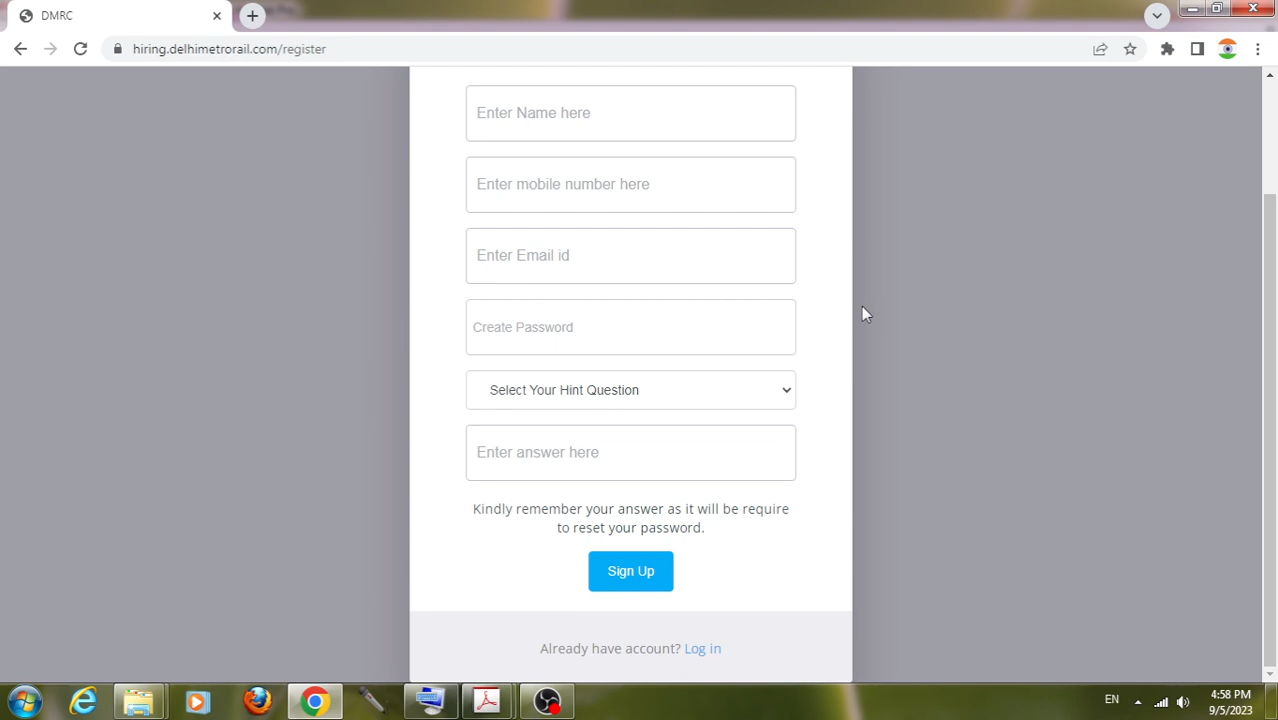 DMRC
hiring.delhimetrorail.com/register
Enter Name here
Enter mobile number here
Enter Email id
Create Password
Select Your Hint Question
Enter answer here
Kindly remember your answer as it will be require
to reset your password.
Sign Up
Already have account? Log in
EN
4:58 PM
9/5/2023